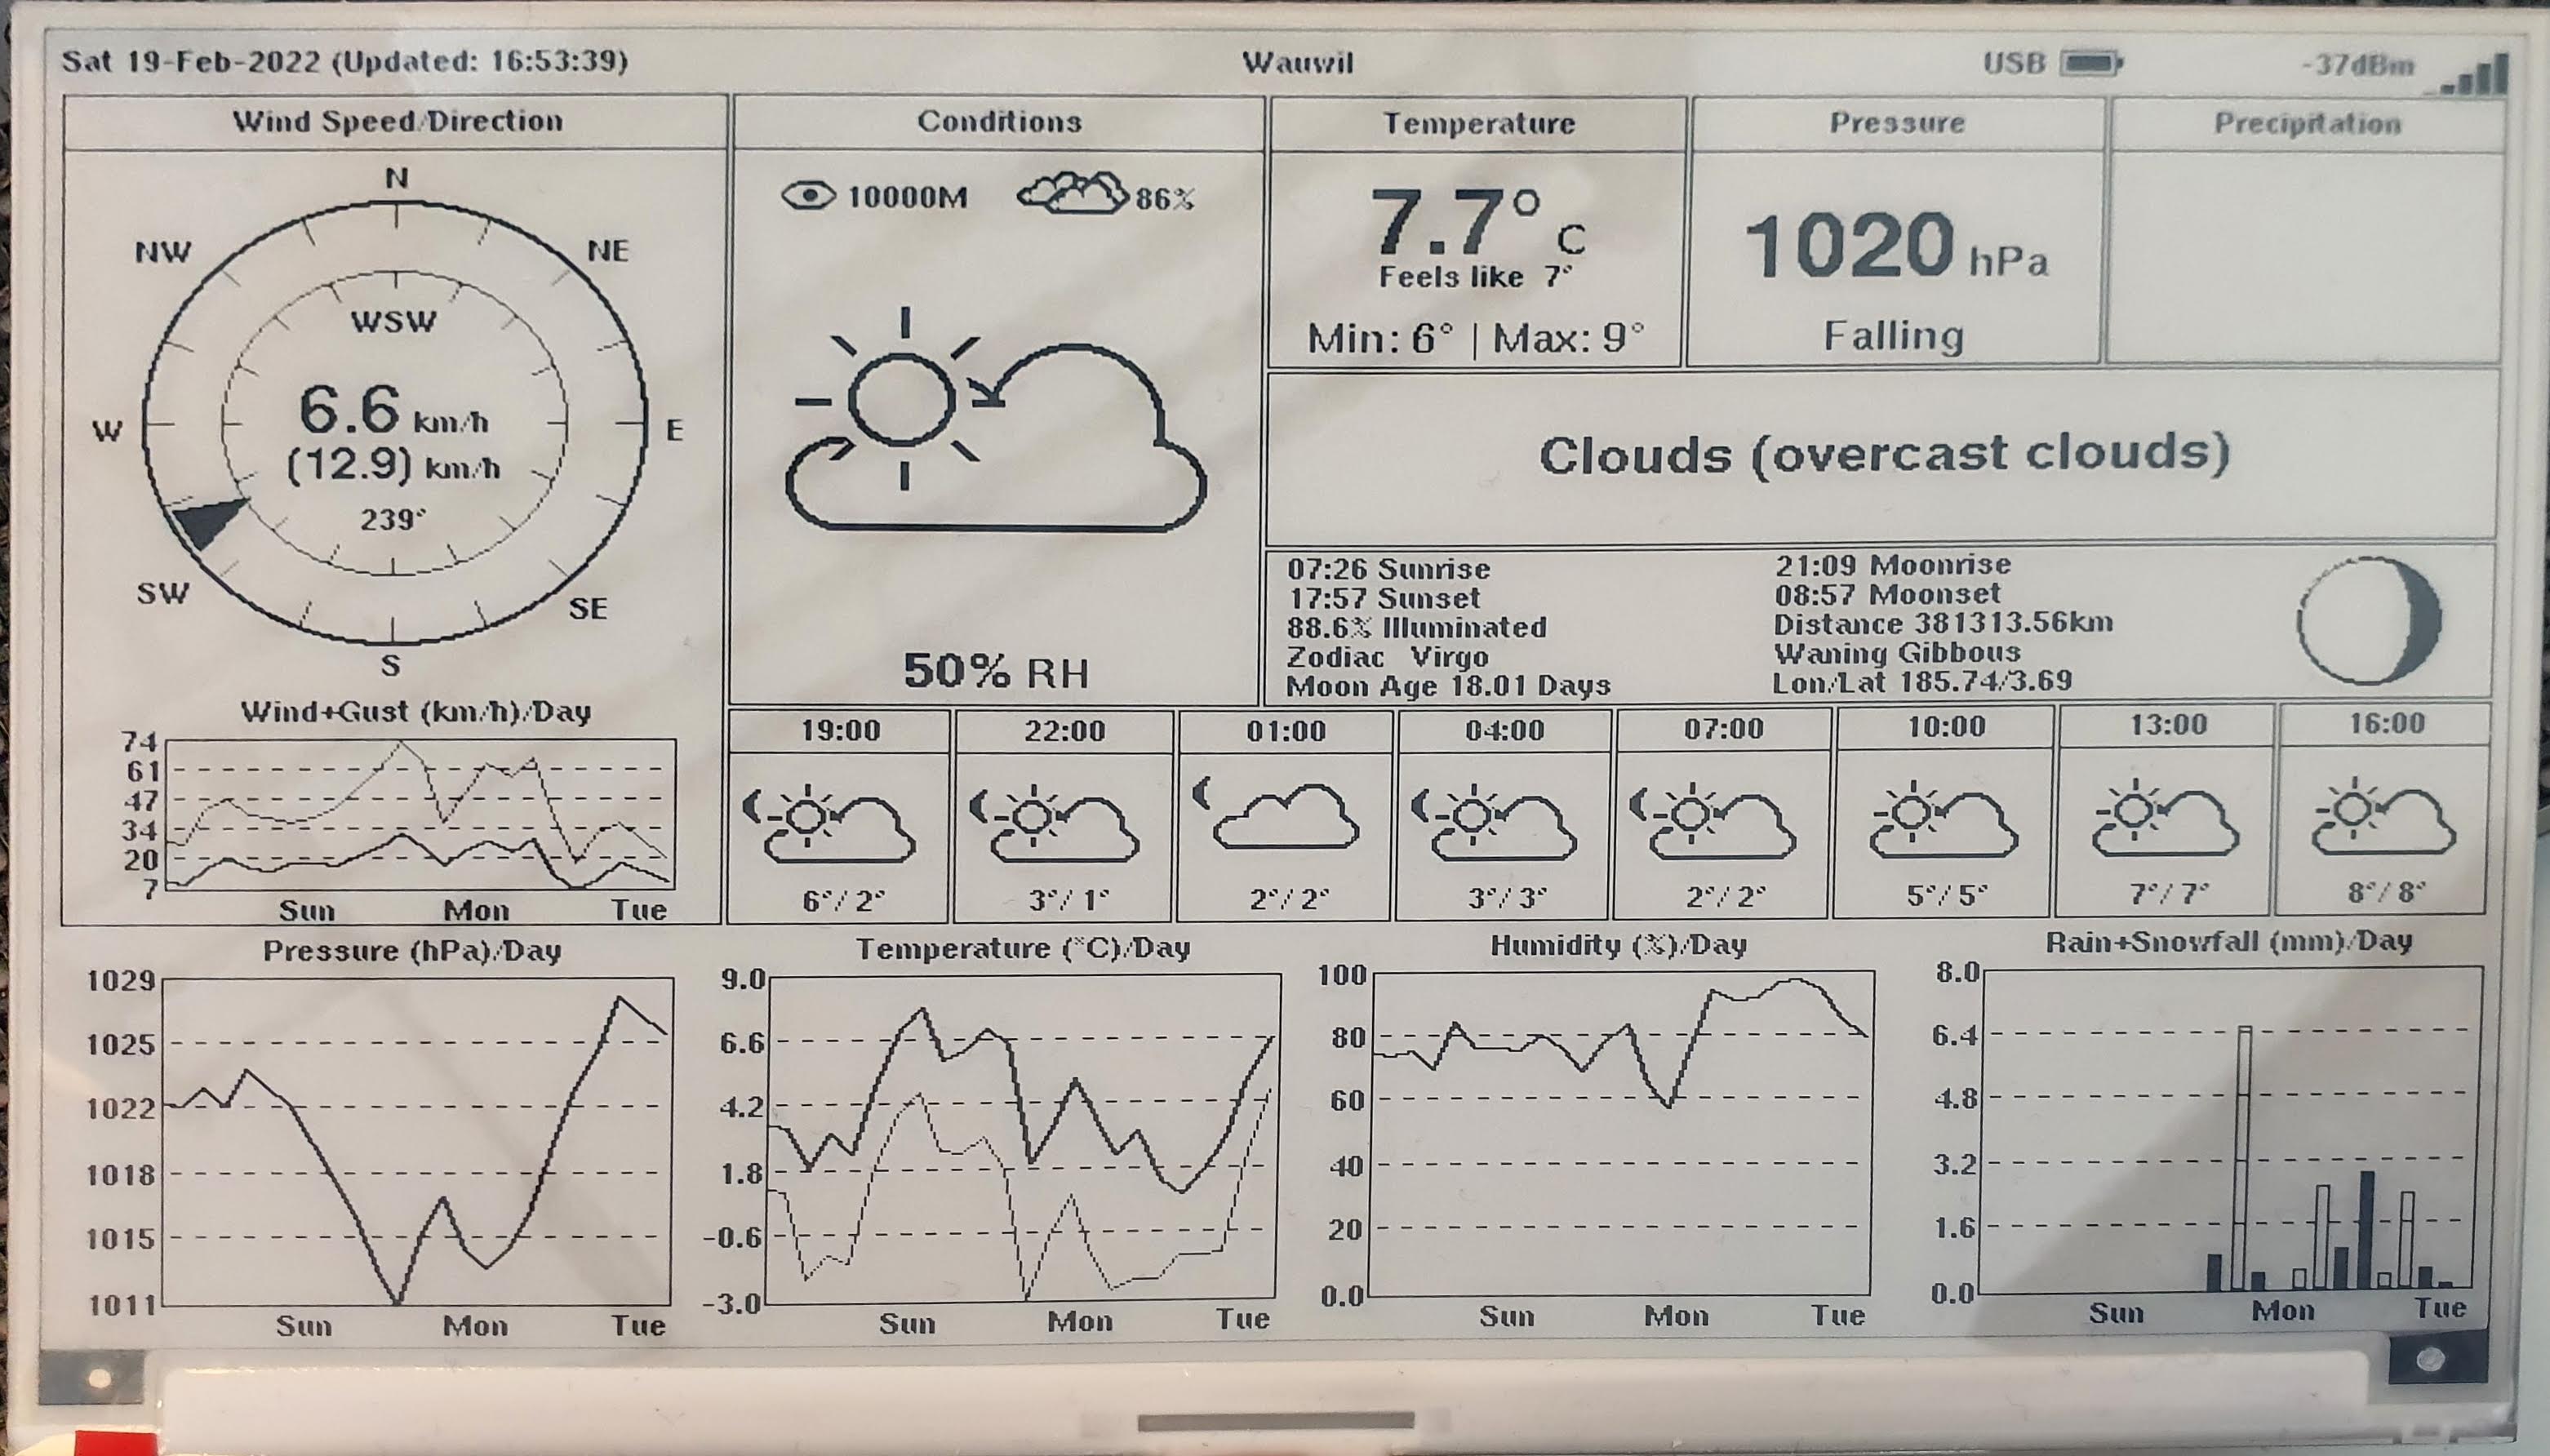 Sat 19-Feb-2022 (Updated: 16:53:39)
Wauwil
USB
-37dBm
Wind Speed/Direction
N
NW
NE
WSW
6.6 km/h
W
E
(12.9) km/h
239°
SW
SE
S
Wind+Gust (km/h)/Day
74
61
47
34
20
7
Sun Mon Tue
Conditions
10000M
86%
50% RH
Temperature
7.7° C
Feels like 7°
Min: 6° | Max: 9°
Pressure
1020 hPa
Falling
Precipitation
Clouds (overcast clouds)
07:26 Sunrise
17:57 Sunset
88.6% Illuminated
Zodiac Virgo
Moon Age 18.01 Days
21:09 Moonrise
08:57 Moonset
Distance 381313.56km
Waning Gibbous
Lon/Lat 185.74/3.69
19:00 22:00 01:00 04:00 07:00 10:00 13:00 16:00
6°/ 2° 3°/ 1° 2°/ 2° 3°/ 3° 2°/ 2° 5°/ 5° 7°/ 7° 8°/ 8°
Pressure (hPa)/Day
1029
1025
1022
1018
1015
1011
Sun Mon Tue
Temperature (°C)/Day
9.0
6.6
4.2
1.8
-0.6
-3.0
Sun Mon Tue
Humidity (%)/Day
100
80
60
40
20
0.0
Sun Mon Tue
Rain+Snowfall (mm)/Day
8.0
6.4
4.8
3.2
1.6
0.0
Sun Mon Tue